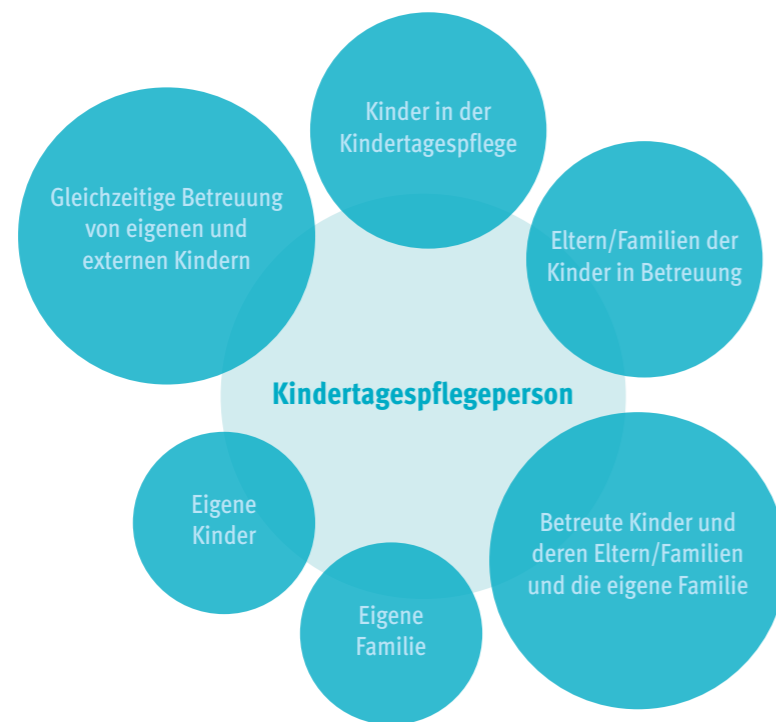 Kinder in der
Kindertagespflege
Gleichzeitige Betreuung
von eigenen und
externen Kindern
Eltern/Familien der
Kinder in Betreuung
Kindertagespflegeperson
Eigene
Kinder
Betreute Kinder und
deren Eltern/Familien
und die eigene Familie
Eigene
Familie